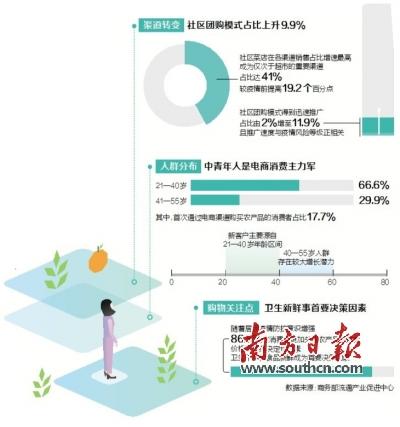 渠道转变 社区团购模式占比上升9.9%
社区菜店在各渠道销售占比增速最高
成为仅次于超市的重要渠道
占比达41%
较疫情前提高19.2个百分点
社区团购模式得到迅速推广
占比由2%增至11.9%
且推广速度与疫情风险等级正相关
人群分布 中青年人是电商消费主力军
21—40岁 66.6%
41—55岁 29.9%
其中,首次通过电商渠道购买农产品的消费者占比17.7%
新客户主要源自
21—40岁年龄区间
40—55岁人群
存在较大增长潜力
0 20 40 60 80
购物关注点 卫生新鲜事首要决策因素
随着居 疫情防 意识增强
86
南方日报
www.southcn.com
数据来源:商务部流通产业促进中心